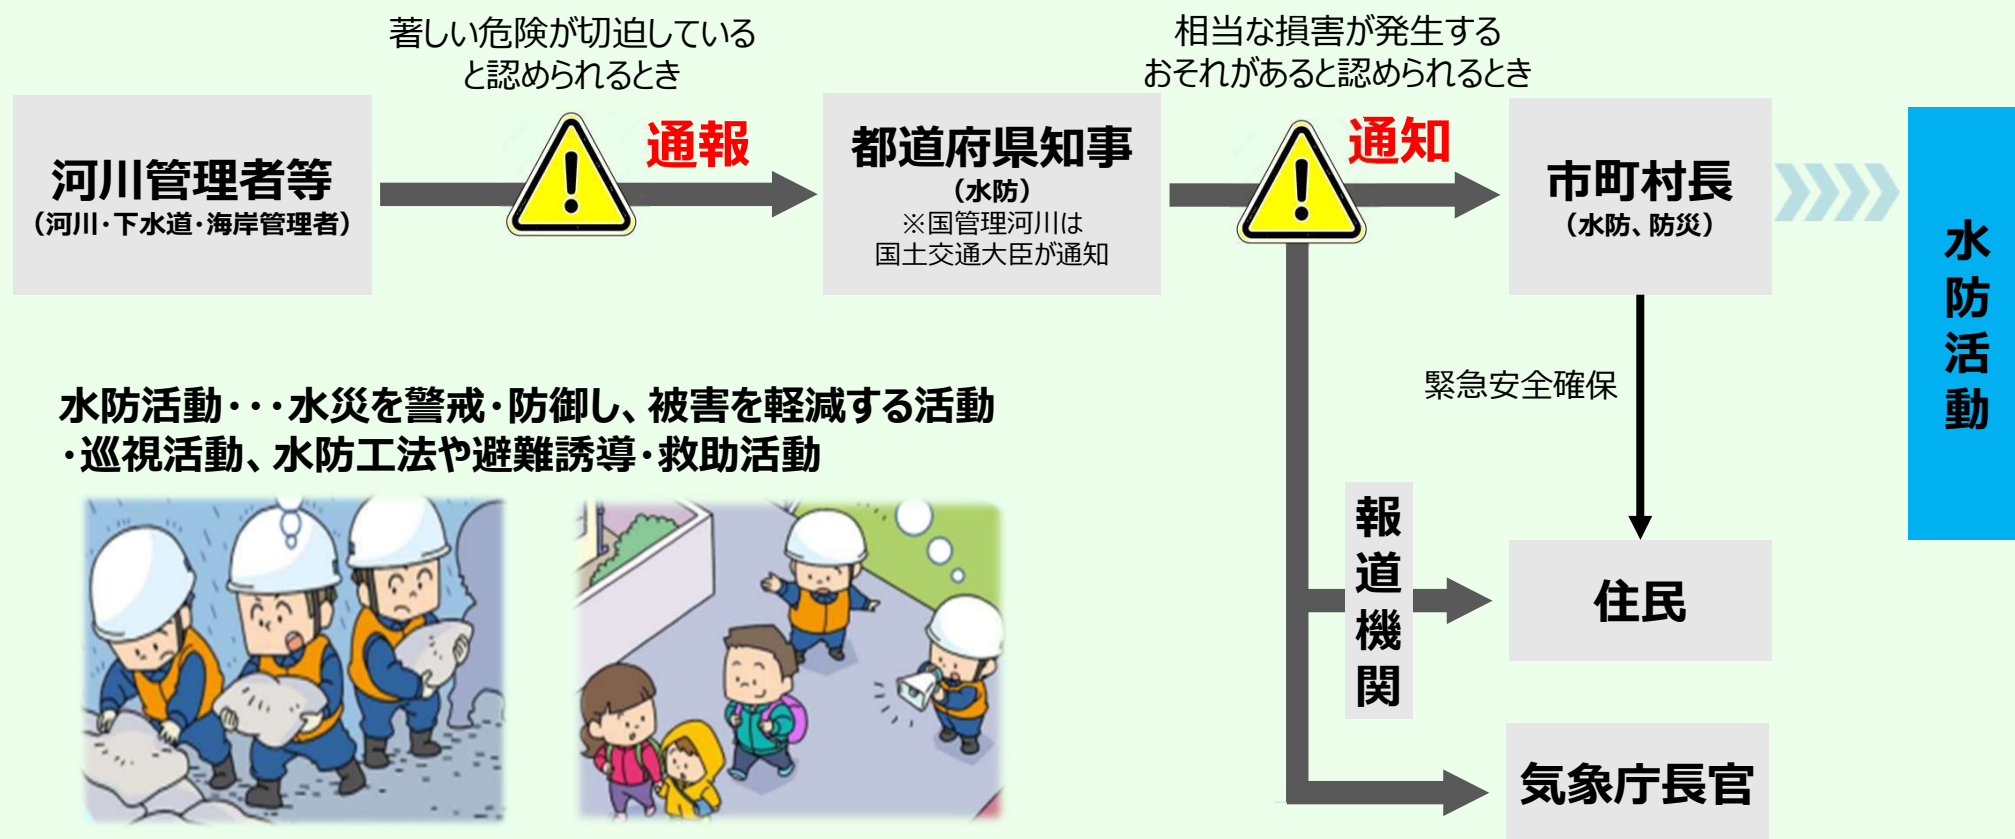 著しい危険が切迫している
と認められるとき
相当な損害が発生する
おそれがあると認められるとき
河川管理者等
（河川・下水道・海岸管理者）
通報
都道府県知事
（水防）
※国管理河川は
国土交通大臣が通知
通知
市町村長
（水防、防災）
水防活動
緊急安全確保
水防活動・・・水災を警戒・防御し、被害を軽減する活動
・巡視活動、水防工法や避難誘導・救助活動
報道機関
住民
気象庁長官